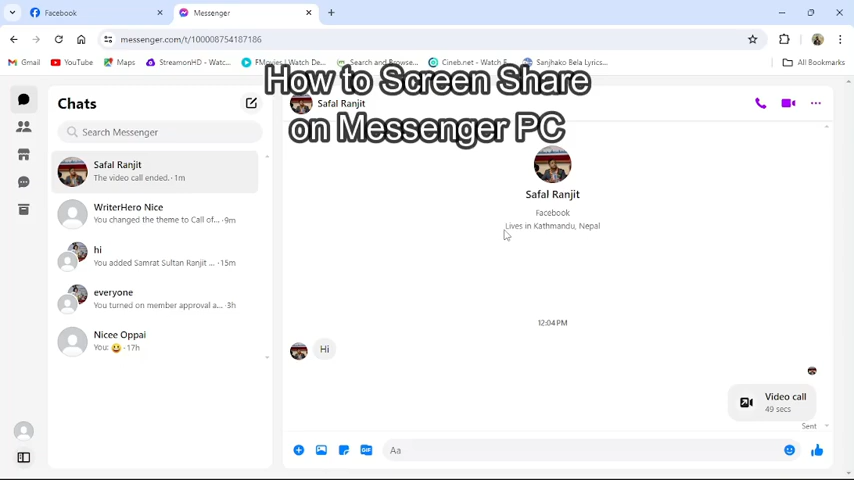 Facebook
Messenger
messenger.com/t/100008754187186
Gmail
YouTube
Maps
StreamonHD - Watc...
FMovies | Watch De...
Search and Browse...
Cineb.net - Watch...
Sanjhako Bela Lyrics...
All Bookmarks
How to Screen Share
on Messenger PC
Chats
Search Messenger
Safal Ranjit
The video call ended. · 1m
WriterHero Nice
You changed the theme to Call of... · 9m
hi
You added Samrat Sultan Ranjit ... · 15m
everyone
You turned on member approval a... · 3h
Nicee Oppai
You: 😃 · 17h
Safal Ranjit
Safal Ranjit
Facebook
Lives in Kathmandu, Nepal
12:04 PM
Hi
Video call
49 secs
Sent
GIF
Aa